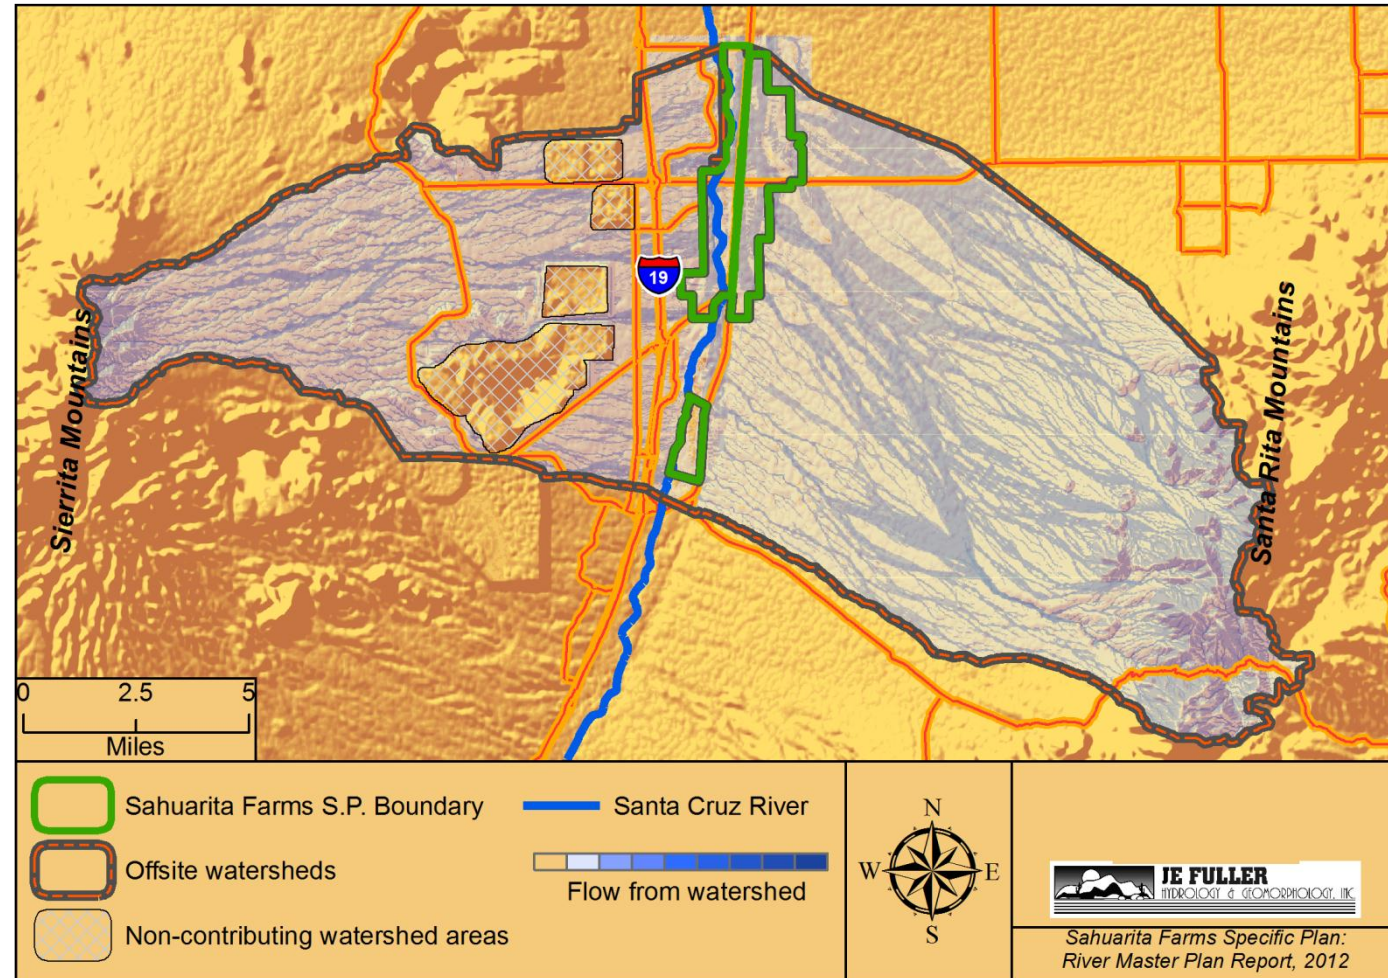 19
Sierrita Mountains
Santa Rita Mountains
0 2.5 5
Miles
Sahuarita Farms S.P. Boundary
Santa Cruz River
Offsite watersheds
Flow from watershed
Non-contributing watershed areas
N
W E
S
JE FULLER
HYDROLOGY & GEOMORPHOLOGY, INC.
Sahuarita Farms Specific Plan:
River Master Plan Report, 2012